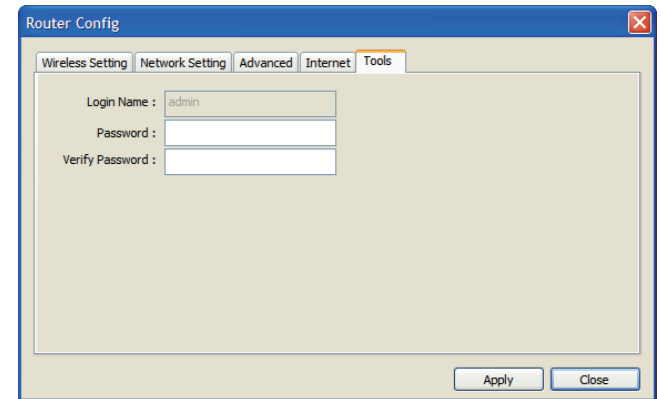 Router Config
Wireless Setting Network Setting Advanced Internet Tools
Login Name : admin
Password :
Verify Password :
Apply Close